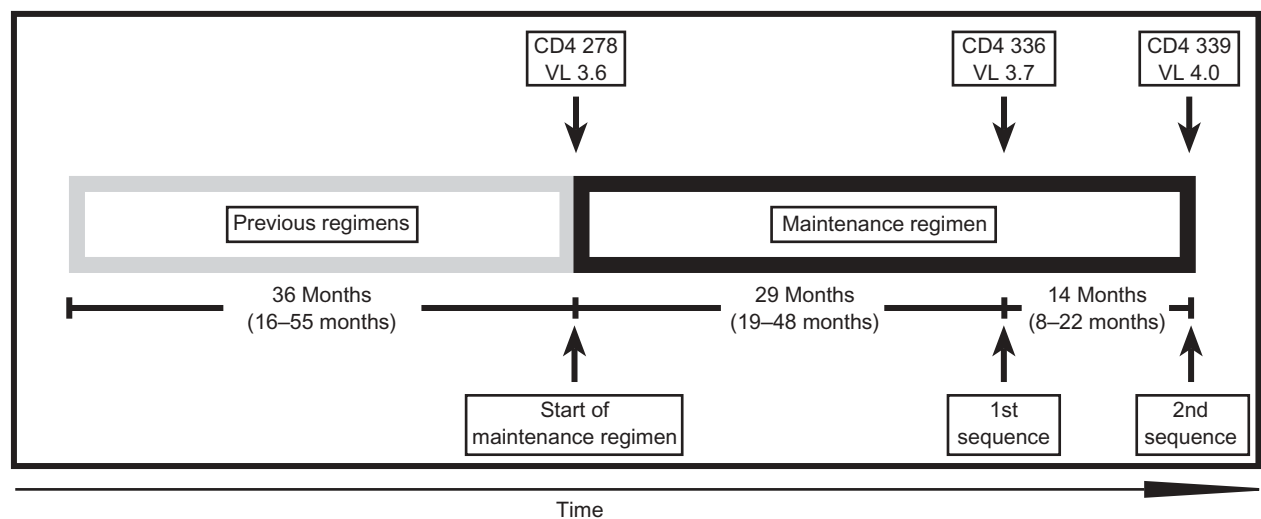 CD4 278
VL 3.6
CD4 336
VL 3.7
CD4 339
VL 4.0
Previous regimens
Maintenance regimen
36 Months
(16–55 months)
29 Months
(19–48 months)
14 Months
(8–22 months)
Start of
maintenance regimen
1st
sequence
2nd
sequence
Time